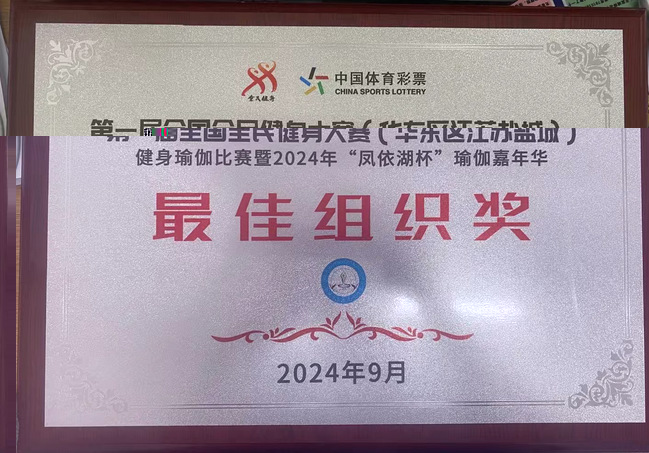 全民健身
中国体育彩票
CHINA SPORTS LOTTERY
第一届全国全民健身大赛(华东区江苏盐城)
健身瑜伽比赛暨2024年“凤依湖杯”瑜伽嘉年华
最佳组织奖
2024年9月